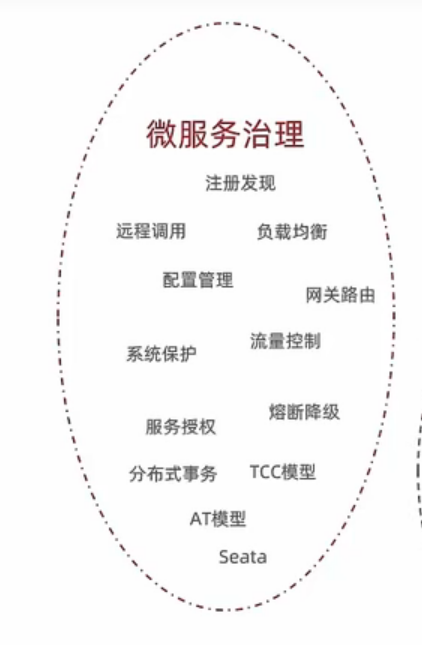 微服务治理
注册发现
远程调用 负载均衡
配置管理
网关路由
流量控制
系统保护
熔断降级
服务授权
分布式事务 TCC模型
AT模型
Seata